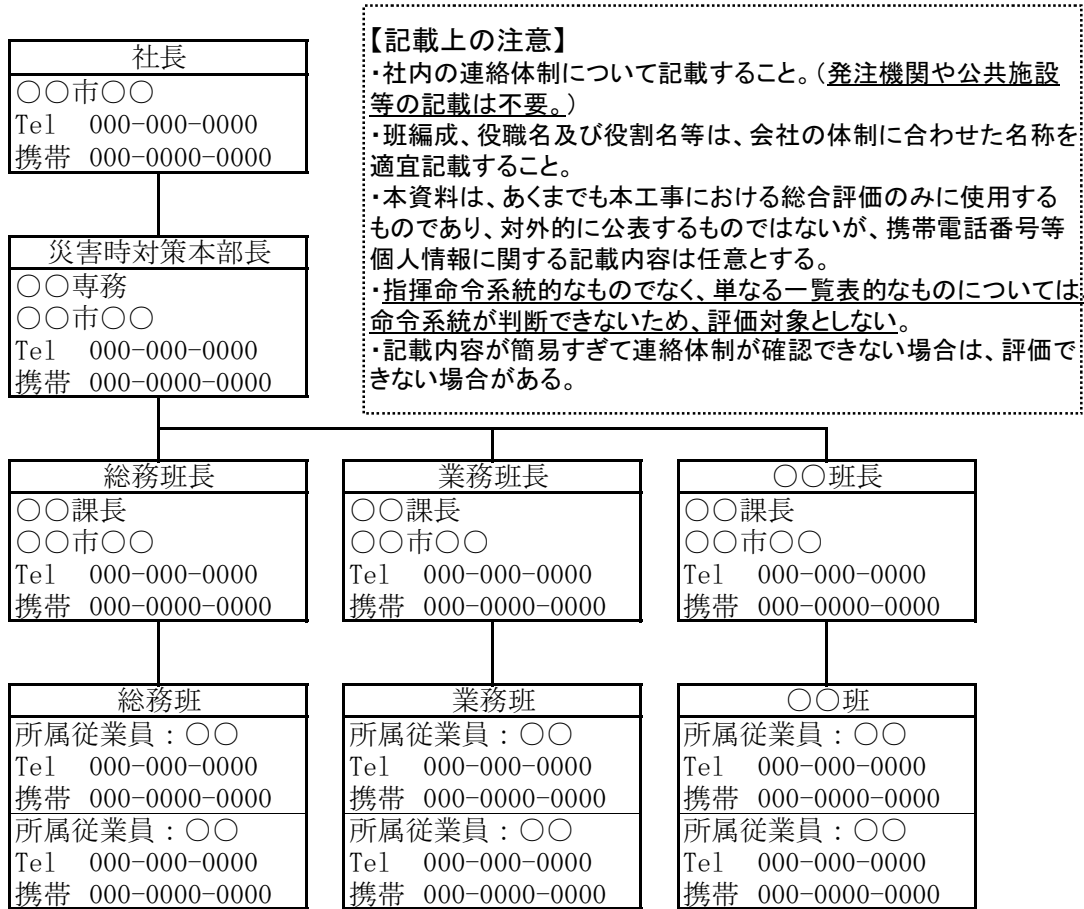 社長
○○市○○
Tel 000-000-0000
携帯 000-0000-0000
【記載上の注意】
・社内の連絡体制について記載すること。（発注機関や公共施設
等の記載は不要。）
・班編成、役職名及び役割名等は、会社の体制に合わせた名称を
適宜記載すること。
・本資料は、あくまでも本工事における総合評価のみに使用する
ものであり、対外的に公表するものではないが、携帯電話番号等
個人情報に関する記載内容は任意とする。
・指揮命令系統的なものでなく、単なる一覧表的なものについては
命令系統が判断できないため、評価対象としない。
・記載内容が簡易すぎて連絡体制が確認できない場合は、評価で
きない場合がある。
災害時対策本部長
○○専務
○○市○○
Tel 000-000-0000
携帯 000-0000-0000
総務班長
○○課長
○○市○○
Tel 000-000-0000
携帯 000-0000-0000
業務班長
○○課長
○○市○○
Tel 000-000-0000
携帯 000-0000-0000
○○班長
○○課長
○○市○○
Tel 000-000-0000
携帯 000-0000-0000
総務班
所属従業員：○○
Tel 000-000-0000
携帯 000-0000-0000
所属従業員：○○
Tel 000-000-0000
携帯 000-0000-0000
業務班
所属従業員：○○
Tel 000-000-0000
携帯 000-0000-0000
所属従業員：○○
Tel 000-000-0000
携帯 000-0000-0000
○○班
所属従業員：○○
Tel 000-000-0000
携帯 000-0000-0000
所属従業員：○○
Tel 000-000-0000
携帯 000-0000-0000